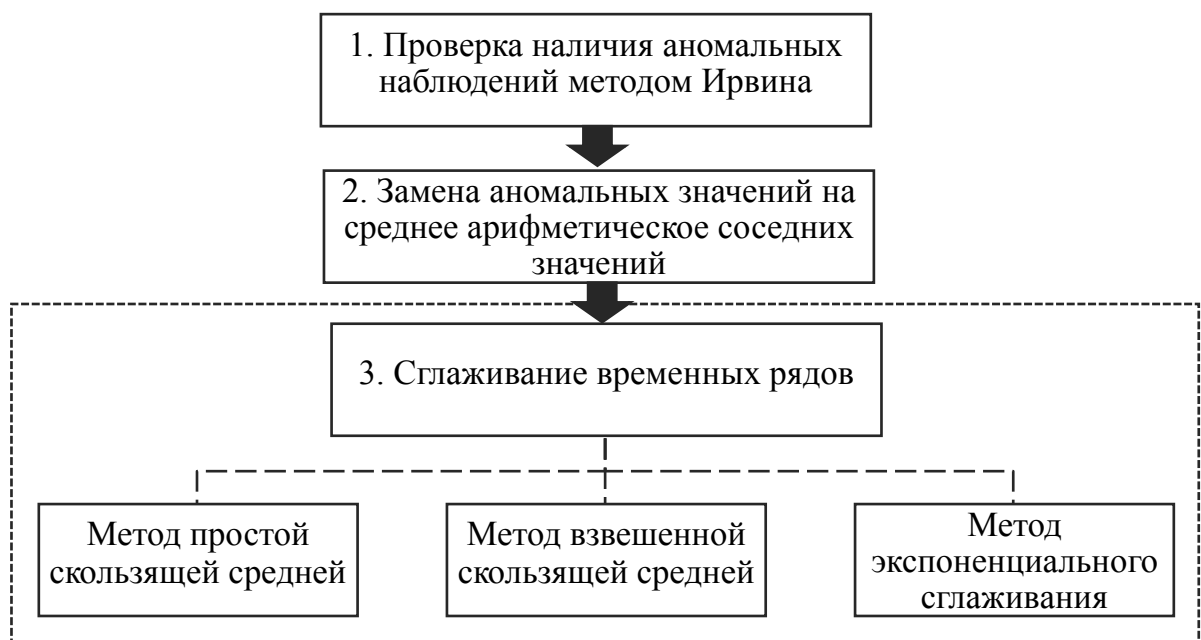 1. Проверка наличия аномальных
наблюдений методом Ирвина
2. Замена аномальных значений на
среднее арифметическое соседних
значений
3. Сглаживание временных рядов
Метод простой
скользящей средней
Метод взвешенной
скользящей средней
Метод
экспоненциального
сглаживания